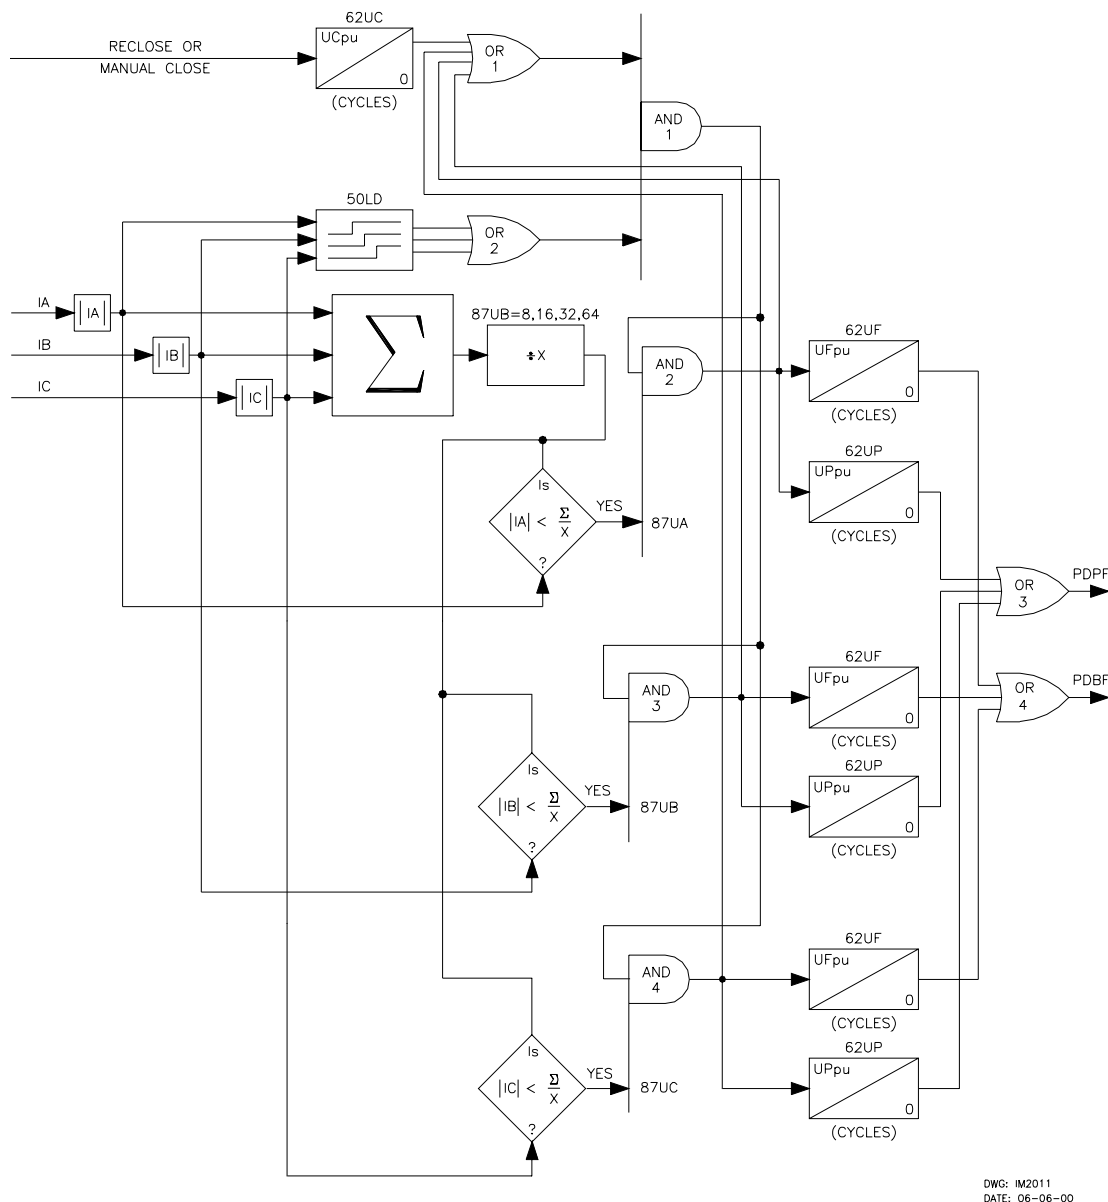 62UC
UCpu
0
(CYCLES)
RECLOSE OR
MANUAL CLOSE
OR
1
AND
1
50LD
OR
2
IA
|IA|
IB
|IB|
IC
|IC|
Σ
87UB=8,16,32,64
÷X
AND
2
62UF
UFpu
0
(CYCLES)
62UP
UPpu
0
(CYCLES)
Is
|IA| < Σ/X
?
YES
87UA
OR
3
PDPF
AND
3
62UF
UFpu
0
(CYCLES)
OR
4
PDBF
62UP
UPpu
0
(CYCLES)
Is
|IB| < Σ/X
?
YES
87UB
AND
4
62UF
UFpu
0
(CYCLES)
62UP
UPpu
0
(CYCLES)
Is
|IC| < Σ/X
?
YES
87UC
DWG: IM2011
DATE: 06-06-00